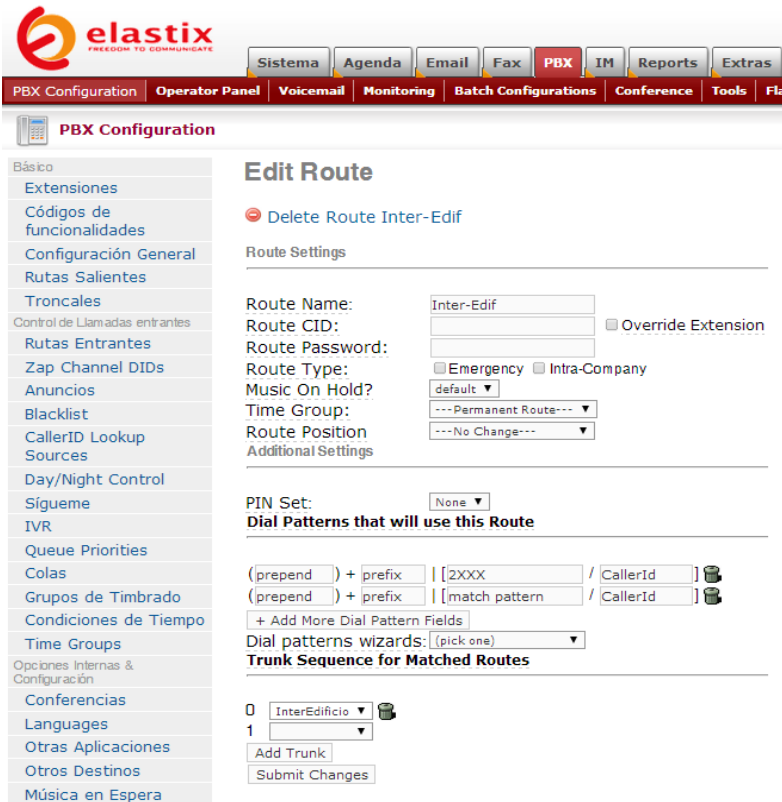 elastix
FREEDOM TO COMMUNICATE
Sistema Agenda Email Fax PBX IM Reports Extras
PBX Configuration Operator Panel Voicemail Monitoring Batch Configurations Conference Tools Fla
PBX Configuration
Básico
Extensiones
Códigos de
funcionalidades
Configuración General
Rutas Salientes
Troncales
Control de Llamadas entrantes
Rutas Entrantes
Zap Channel DIDs
Anuncios
Blacklist
CallerID Lookup
Sources
Day/Night Control
Sígueme
IVR
Queue Priorities
Colas
Grupos de Timbrado
Condiciones de Tiempo
Time Groups
Opciones Internas &
Configuración
Conferencias
Languages
Otras Aplicaciones
Otros Destinos
Música en Espera
Edit Route
Delete Route Inter-Edif
Route Settings
Route Name: Inter-Edif
Route CID: Override Extension
Route Password:
Route Type: Emergency Intra-Company
Music On Hold? default
Time Group: ---Permanent Route---
Route Position ---No Change---
Additional Settings
PIN Set: None
Dial Patterns that will use this Route
(prepend) + prefix | [2XXX / CallerId ]
(prepend) + prefix | [match pattern / CallerId ]
+ Add More Dial Pattern Fields
Dial patterns wizards: (pick one)
Trunk Sequence for Matched Routes
0 InterEdificio
1
Add Trunk
Submit Changes